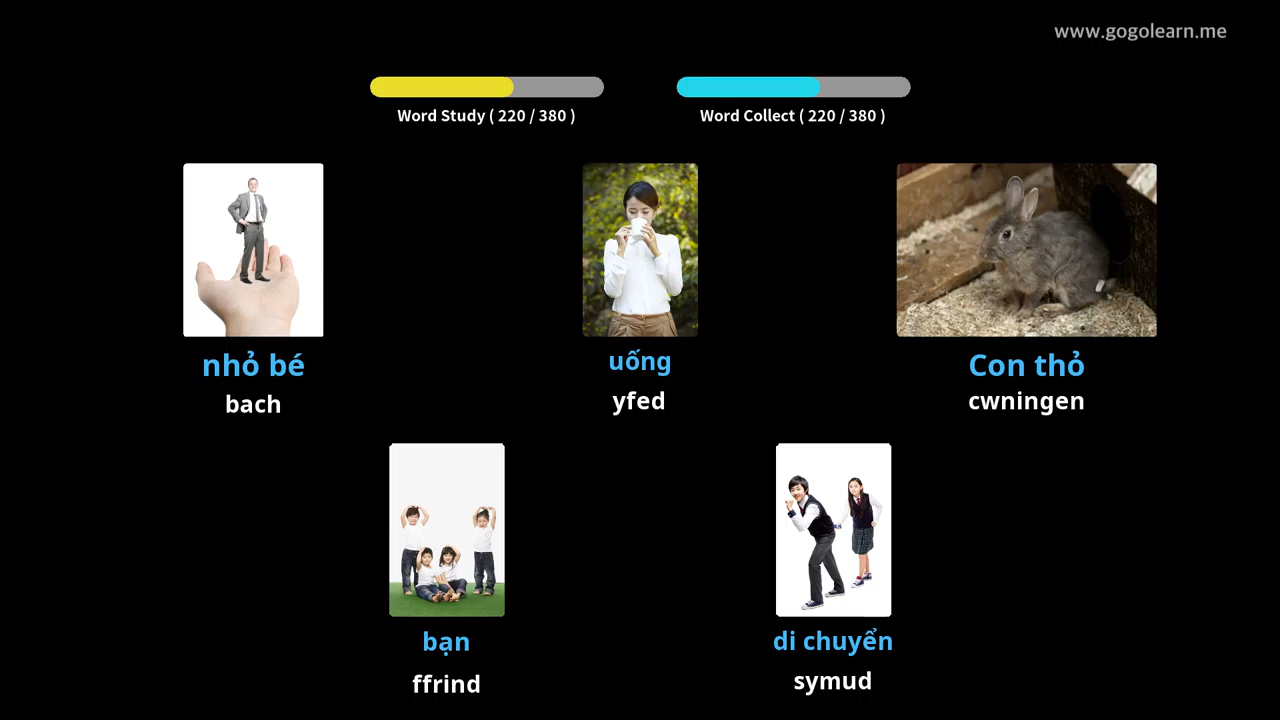 www.gogolearn.me
Word Study ( 220 / 380 )
Word Collect ( 220 / 380 )
nhỏ bé
bach
uống
yfed
Con thỏ
cwningen
bạn
ffrind
di chuyển
symud